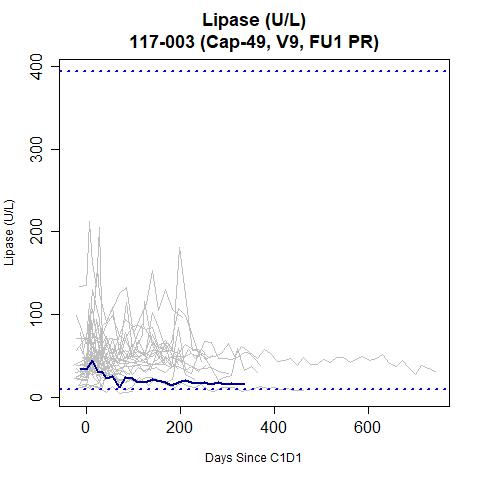 Lipase (U/L)
117-003 (Cap-49, V9, FU1 PR)
Lipase (U/L)
400
300
200
100
0
0 200 400 600
Days Since C1D1